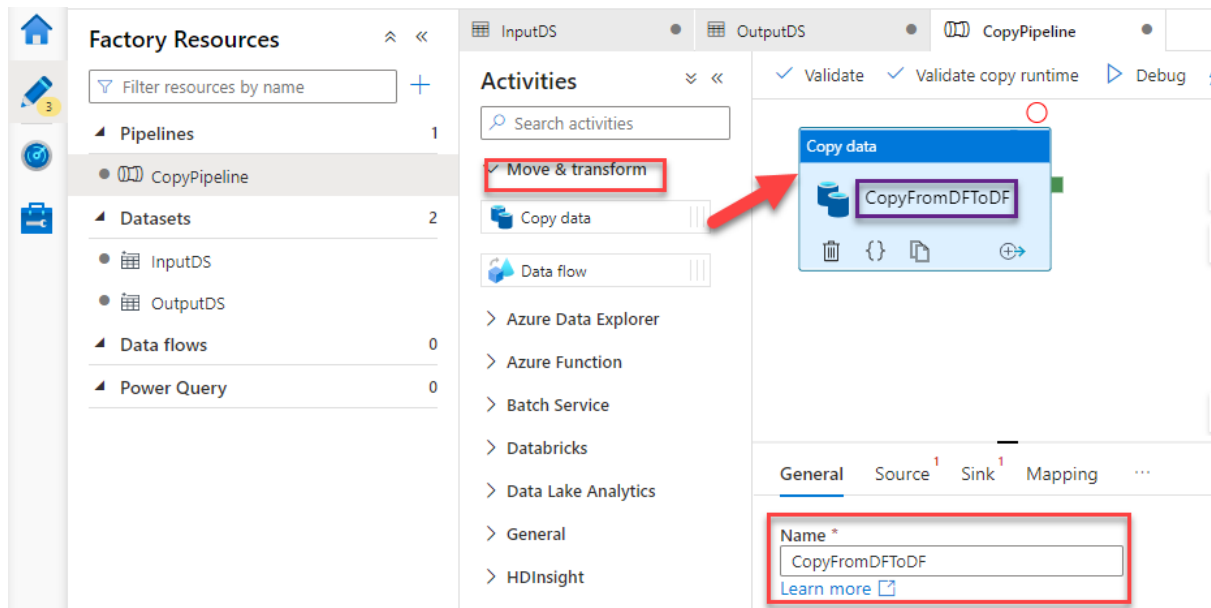 Factory Resources
Filter resources by name
3
Pipelines 1
CopyPipeline
Datasets 2
InputDS
OutputDS
Data flows 0
Power Query 0
InputDS
OutputDS
CopyPipeline
Activities
Search activities
Move & transform
Copy data
Data flow
Azure Data Explorer
Azure Function
Batch Service
Databricks
Data Lake Analytics
General
HDInsight
Validate Validate copy runtime Debug
Copy data
CopyFromDFToDF
{}
General Source 1 Sink 1 Mapping ...
Name *
CopyFromDFToDF
Learn more